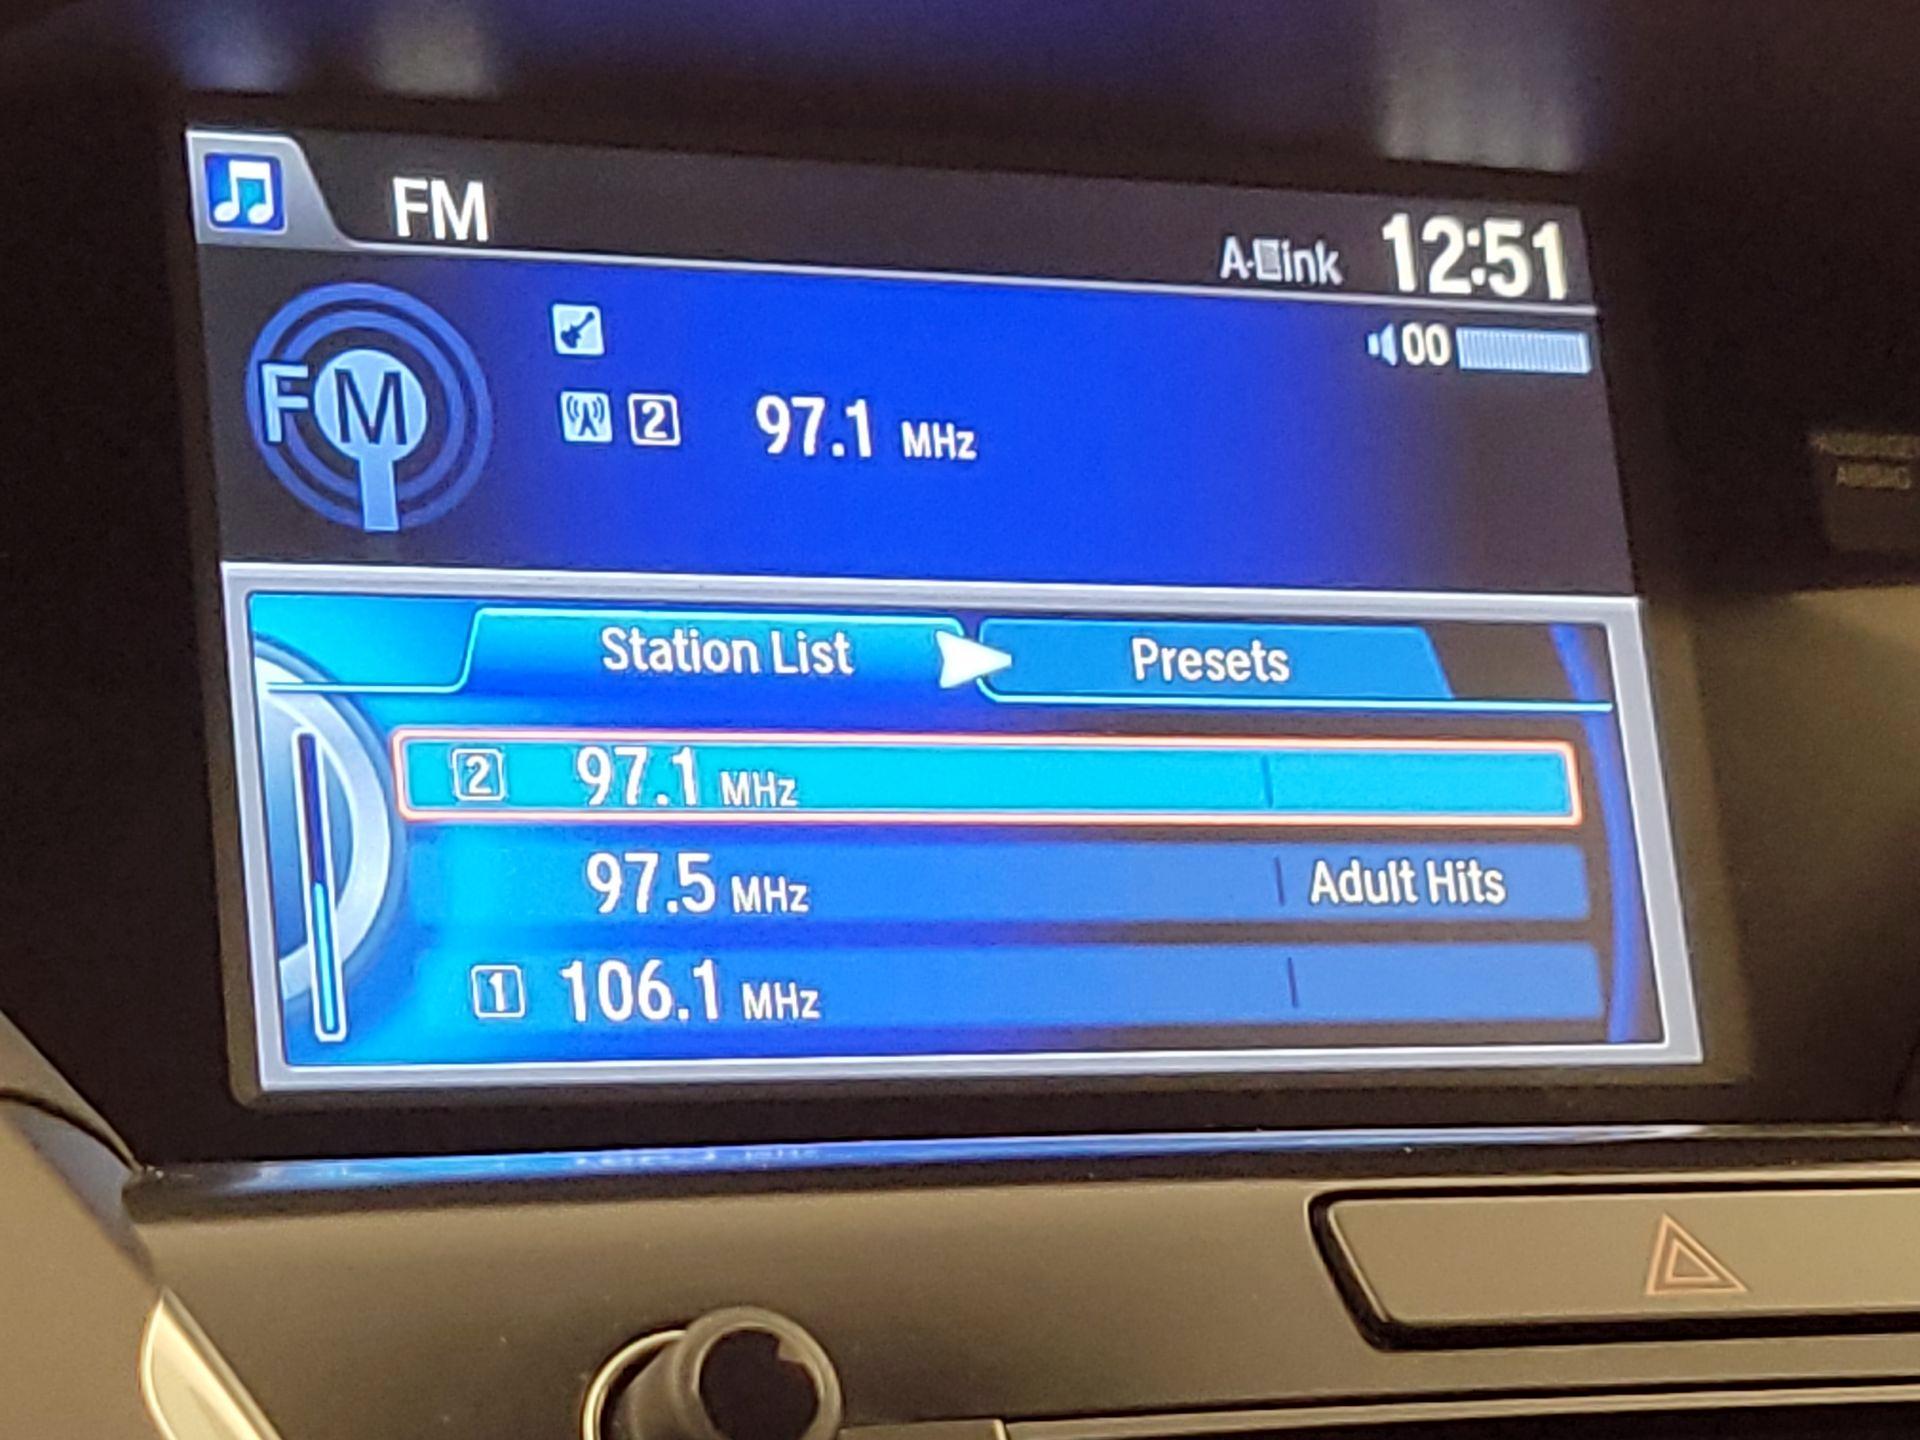 FM
A-Link 12:51
00
FM
2 97.1 MHz
Station List Presets
2 97.1 MHz
97.5 MHz Adult Hits
1 106.1 MHz